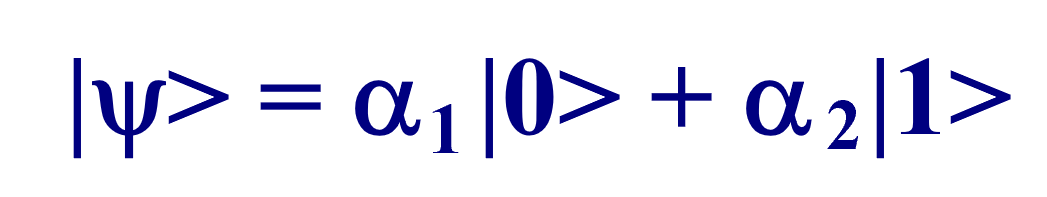 |ψ> = α₁|0> + α₂|1>